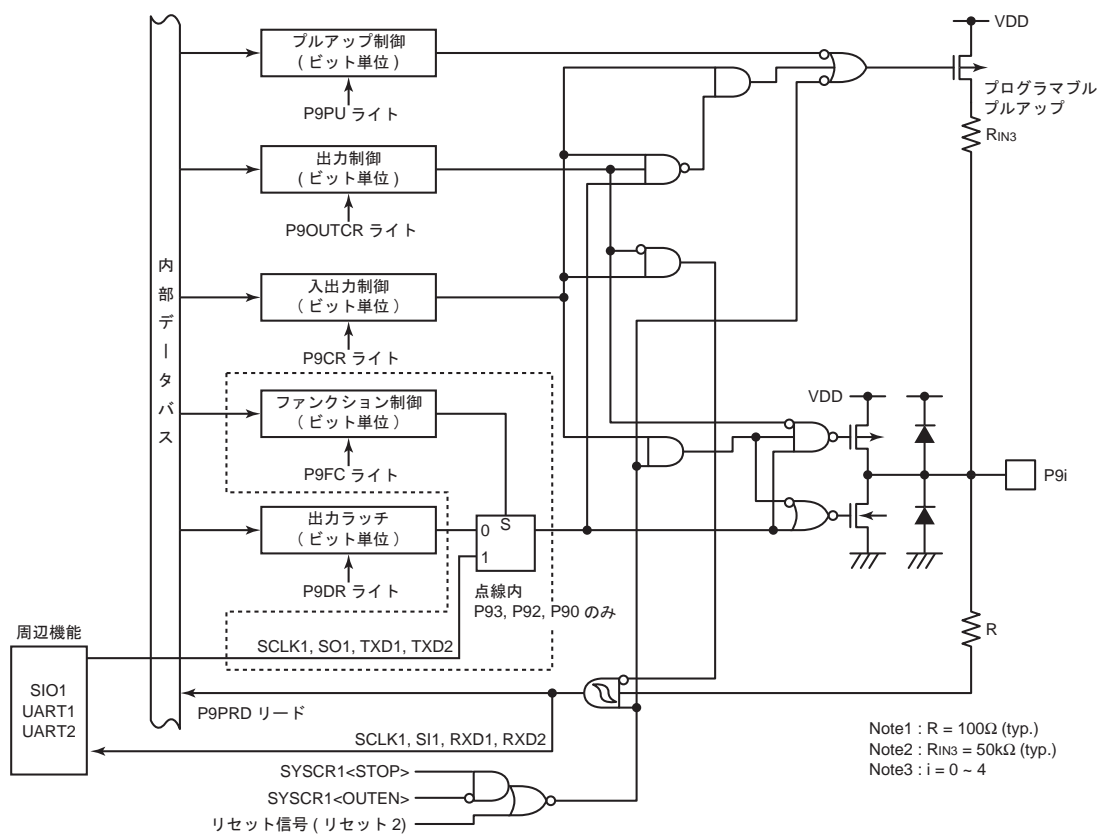 VDD
プルアップ制御
( ビット単位 )
プログラマブル
プルアップ
P9PU ライト
RIN3
出力制御
( ビット単位 )
P9OUTCR ライト
内部データバス
入出力制御
( ビット単位 )
P9CR ライト
VDD
ファンクション制御
( ビット単位 )
P9FC ライト
P9i
出力ラッチ
( ビット単位 )
S
0
1
P9DR ライト
点線内
P93, P92, P90 のみ
周辺機能
SCLK1, SO1, TXD1, TXD2
R
SIO1
UART1
UART2
P9PRD リード
SCLK1, SI1, RXD1, RXD2
Note1 : R = 100Ω (typ.)
Note2 : RIN3 = 50kΩ (typ.)
Note3 : i = 0 ~ 4
SYSCR1<STOP>
SYSCR1<OUTEN>
リセット信号 ( リセット 2)